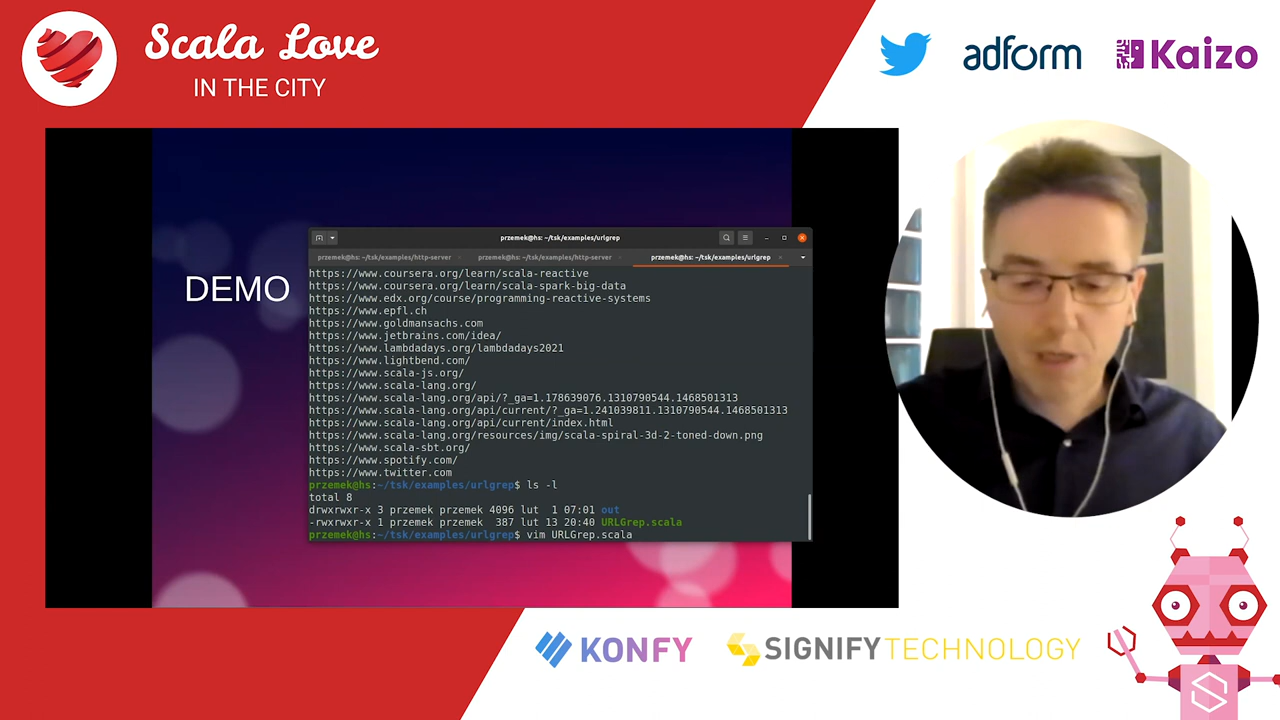 Scala Love
IN THE CITY
adform
Kaizo
DEMO
przemek@hs: ~/tsk/examples/urlgrep
przemek@hs: ~/tsk/examples/http-server
przemek@hs: ~/tsk/examples/http-server
przemek@hs: ~/tsk/examples/urlgrep
https://www.coursera.org/learn/scala-reactive
https://www.coursera.org/learn/scala-spark-big-data
https://www.edx.org/course/programming-reactive-systems
https://www.epfl.ch
https://www.goldmansachs.com
https://www.jetbrains.com/idea/
https://www.lambdadays.org/lambdadays2021
https://www.lightbend.com/
https://www.scala-js.org/
https://www.scala-lang.org/
https://www.scala-lang.org/api/?_ga=1.178639076.1310790544.1468501313
https://www.scala-lang.org/api/current/?_ga=1.241039811.1310790544.1468501313
https://www.scala-lang.org/api/current/index.html
https://www.scala-lang.org/resources/img/scala-spiral-3d-2-toned-down.png
https://www.scala-sbt.org/
https://www.spotify.com/
https://www.twitter.com
przemek@hs:~/tsk/examples/urlgrep$ ls -l
total 8
drwxrwxr-x 3 przemek przemek 4096 lut  1 07:01 out
-rwxrwxr-x 1 przemek przemek  387 lut 13 20:40 URLGrep.scala
przemek@hs:~/tsk/examples/urlgrep$ vim URLGrep.scala
KONFY
SIGNIFYTECHNOLOGY